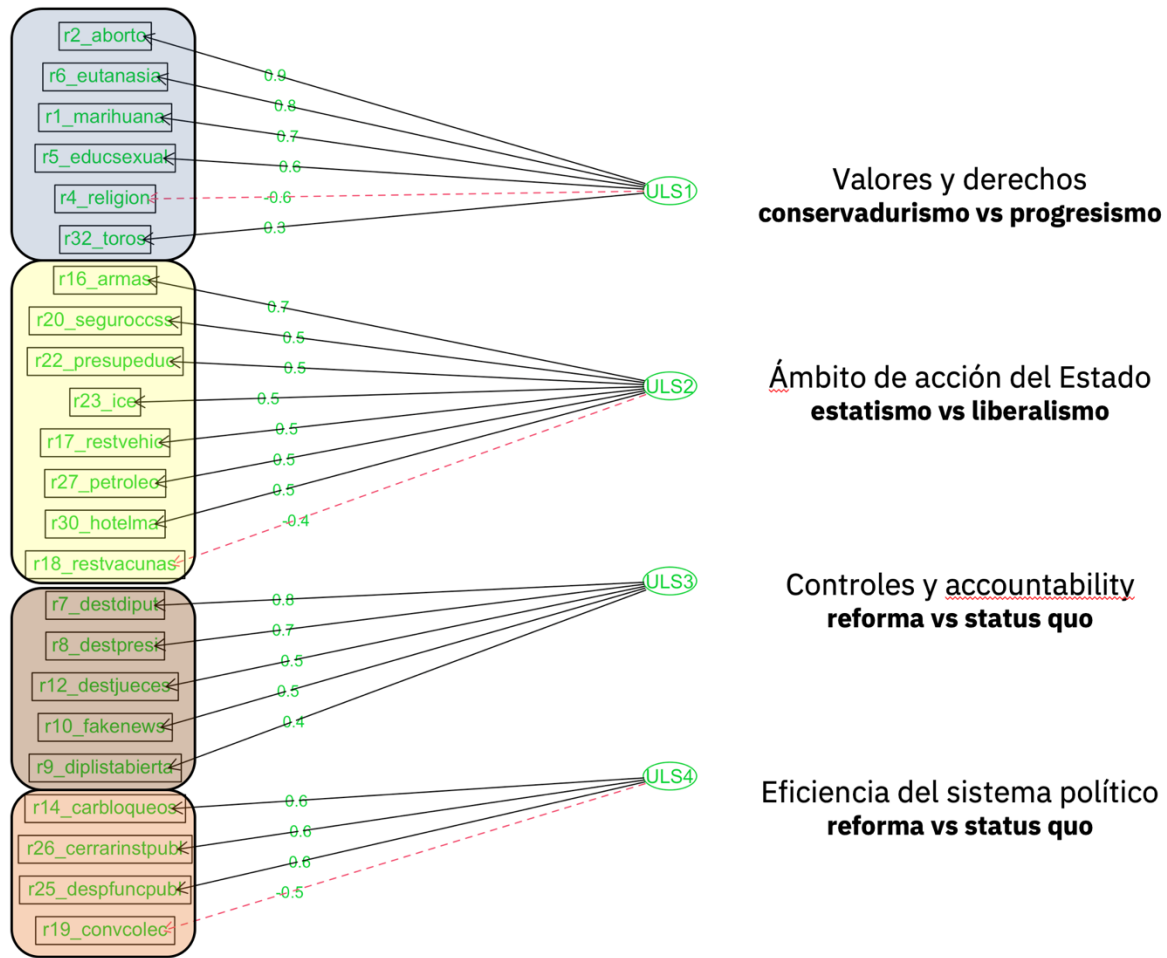 r2_aborto
r6_eutanasia
r1_marihuana
r5_educsexual
r4_religion
r32_toros
r16_armas
r20_seguroccss
r22_presupeduc
r23_ice
r17_restvehic
r27_petroleo
r30_hotelma
r18_restvacunas
r7_destdiput
r8_destpresi
r12_destjueces
r10_fakenews
r9_diplistabierta
r14_carbloqueos
r26_cerrarinstpubl
r25_despfuncpubl
r19_convcolec
0.9
0.8
0.7
0.6
-0.6
0.3
0.7
0.5
0.5
0.5
0.5
0.5
0.5
-0.4
0.8
0.7
0.5
0.5
0.4
0.6
0.6
0.6
-0.5
ULS1
ULS2
ULS3
ULS4
Valores y derechos
conservadurismo vs progresismo
Ámbito de acción del Estado
estatismo vs liberalismo
Controles y accountability
reforma vs status quo
Eficiencia del sistema político
reforma vs status quo